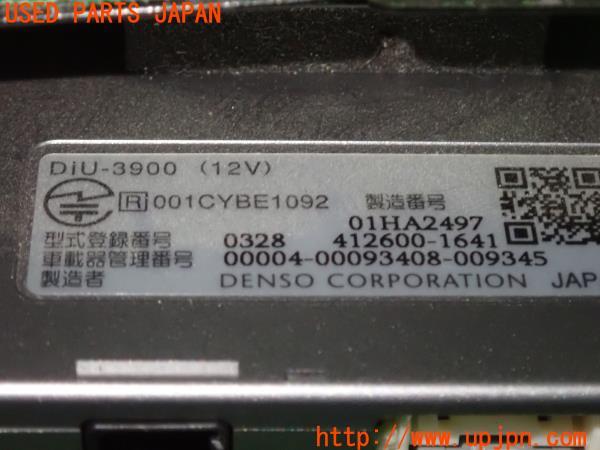 USED PARTS JAPAN
DiU-3900 (12V)
R 001CYBE1092 製造番号
01HA2497
型式登録番号 0328 412600-1641
車載器管理番号 00004-00093408-009345
製造者 DENSO CORPORATION JAP
http://www.upjpn.com